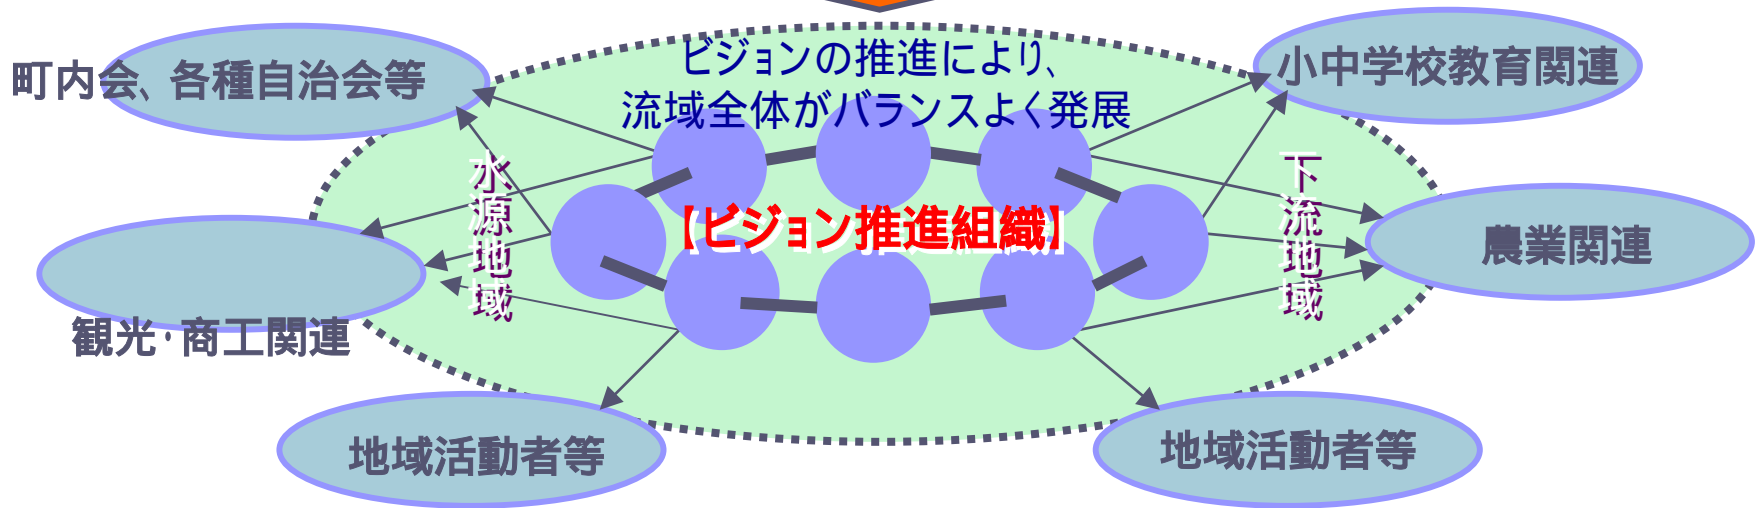 ビジョンの推進により、
流域全体がバランスよく発展
町内会、各種自治会等
小中学校教育関連
水源地域
下流地域
【ビジョン推進組織】
農業関連
観光・商工関連
地域活動者等
地域活動者等